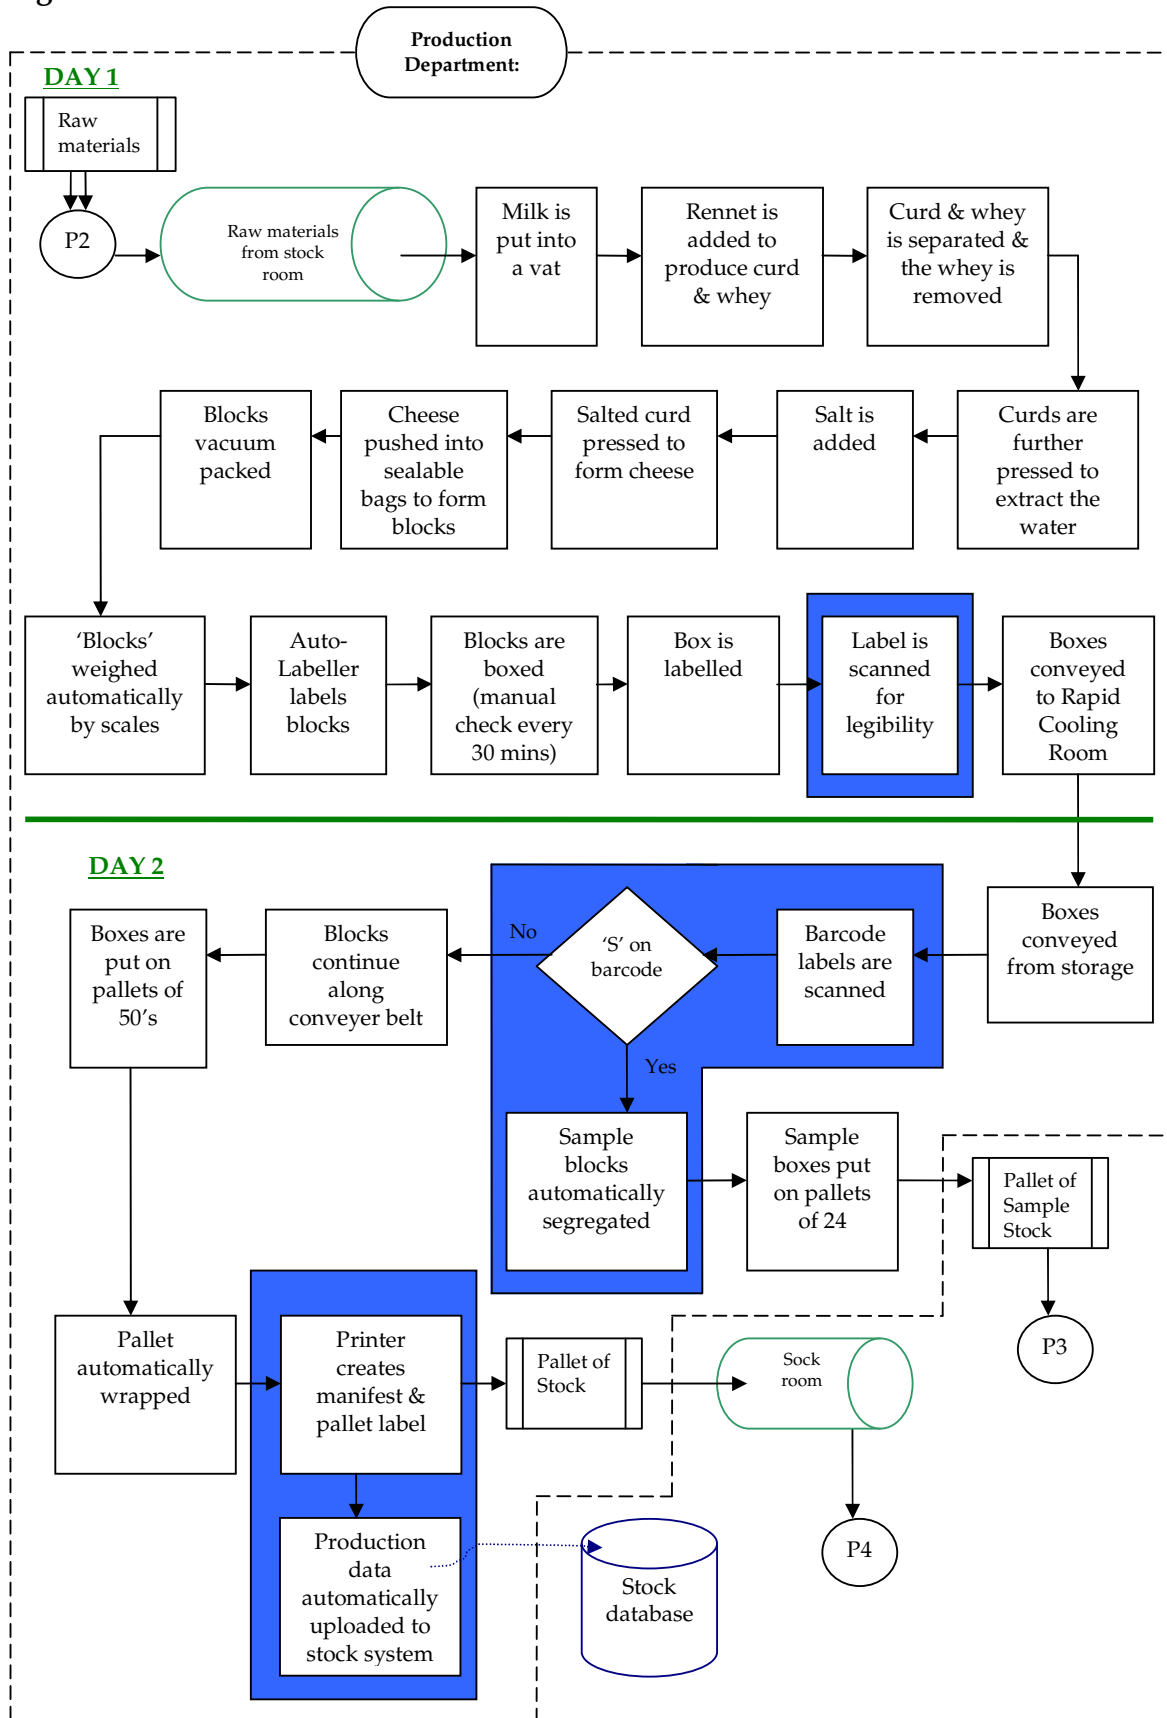 Production
Department:
DAY 1
Raw
materials
P2
Raw materials
from stock
room
Milk is
put into
a vat
Rennet is
added to
produce curd
& whey
Curd & whey
is separated &
the whey is
removed
Blocks
vacuum
packed
Cheese
pushed into
sealable
bags to form
blocks
Salted curd
pressed to
form cheese
Salt is
added
Curds are
further
pressed to
extract the
water
‘Blocks’
weighed
automatically
by scales
Auto-
Labeller
labels
blocks
Blocks are
boxed
(manual
check every
30 mins)
Box is
labelled
Label is
scanned
for
legibility
Boxes
conveyed
to Rapid
Cooling
Room
DAY 2
Boxes are
put on
pallets of
50’s
Blocks
continue
along
conveyer belt
No
‘S’ on
barcode
Yes
Barcode
labels are
scanned
Boxes
conveyed
from storage
Sample
blocks
automatically
segregated
Sample
boxes put
on pallets
of 24
Pallet of
Sample
Stock
P3
Pallet
automatically
wrapped
Printer
creates
manifest &
pallet label
Pallet of
Stock
Sock
room
P4
Production
data
automatically
uploaded to
stock system
Stock
database